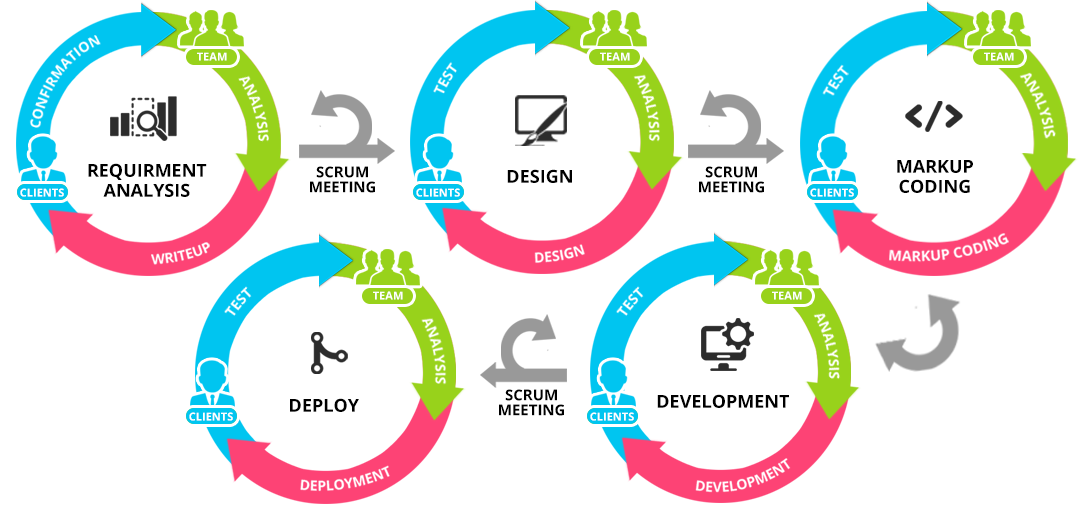 CONFIRMATION
TEAM
ANALYSIS
CLIENTS
WRITEUP
REQUIRMENT
ANALYSIS
SCRUM
MEETING
TEST
TEAM
ANALYSIS
CLIENTS
DESIGN
DESIGN
SCRUM
MEETING
TEST
TEAM
ANALYSIS
CLIENTS
</>
MARKUP
CODING
MARKUP CODING
TEST
TEAM
ANALYSIS
CLIENTS
DEPLOY
DEPLOYMENT
SCRUM
MEETING
TEST
TEAM
ANALYSIS
CLIENTS
DEVELOPMENT
DEVELOPMENT